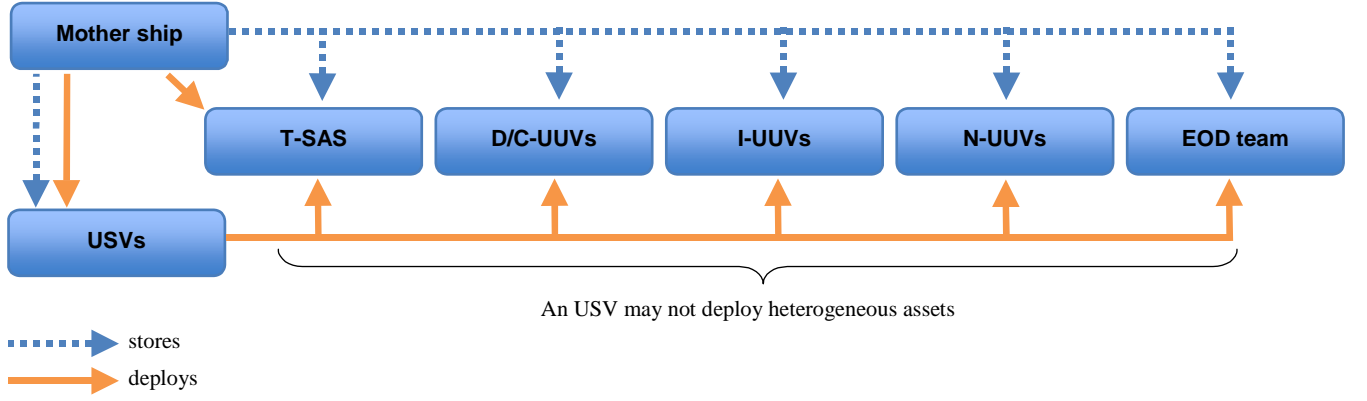 Mother ship
T-SAS
D/C-UUVs
I-UUVs
N-UUVs
EOD team
USVs
An USV may not deploy heterogeneous assets
stores
deploys